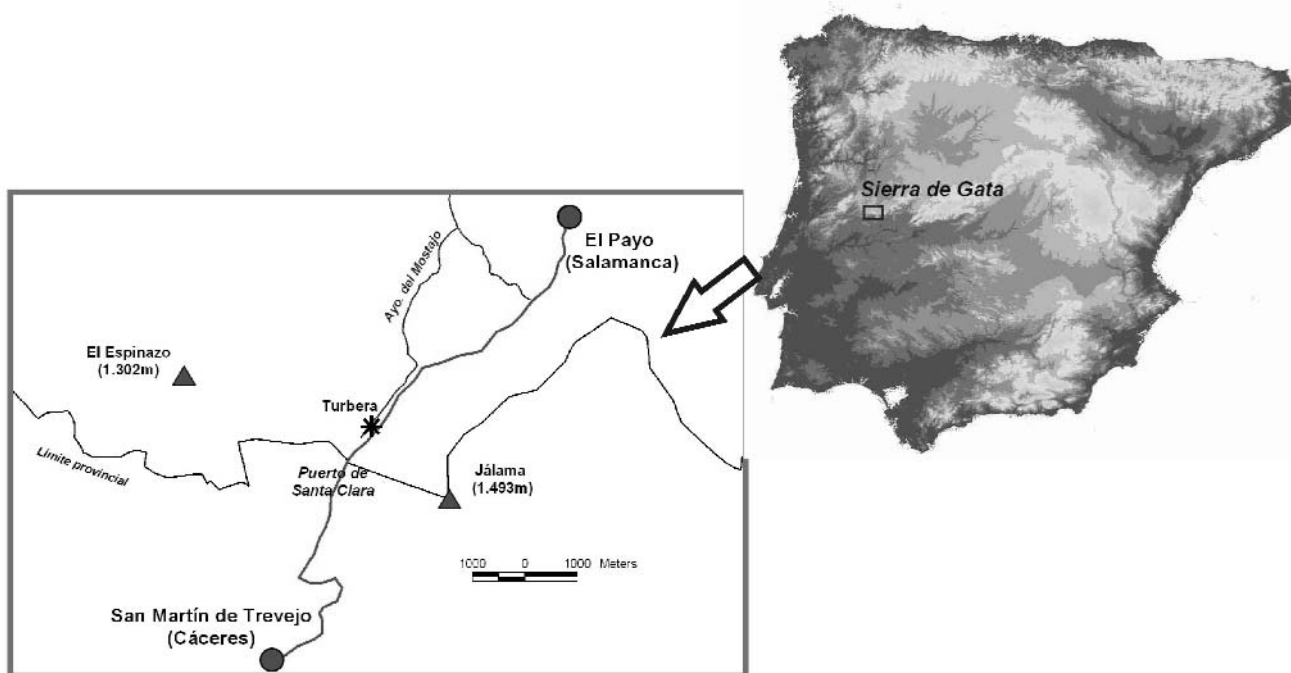 Sierra de Gata
El Payo
(Salamanca)
Ayo. del Mostajo
El Espinazo
(1.302m)
Turbera
Límite provincial
Puerto de
Santa Clara
Jálama
(1.493m)
1000 0 1000 Meters
San Martín de Trevejo
(Cáceres)